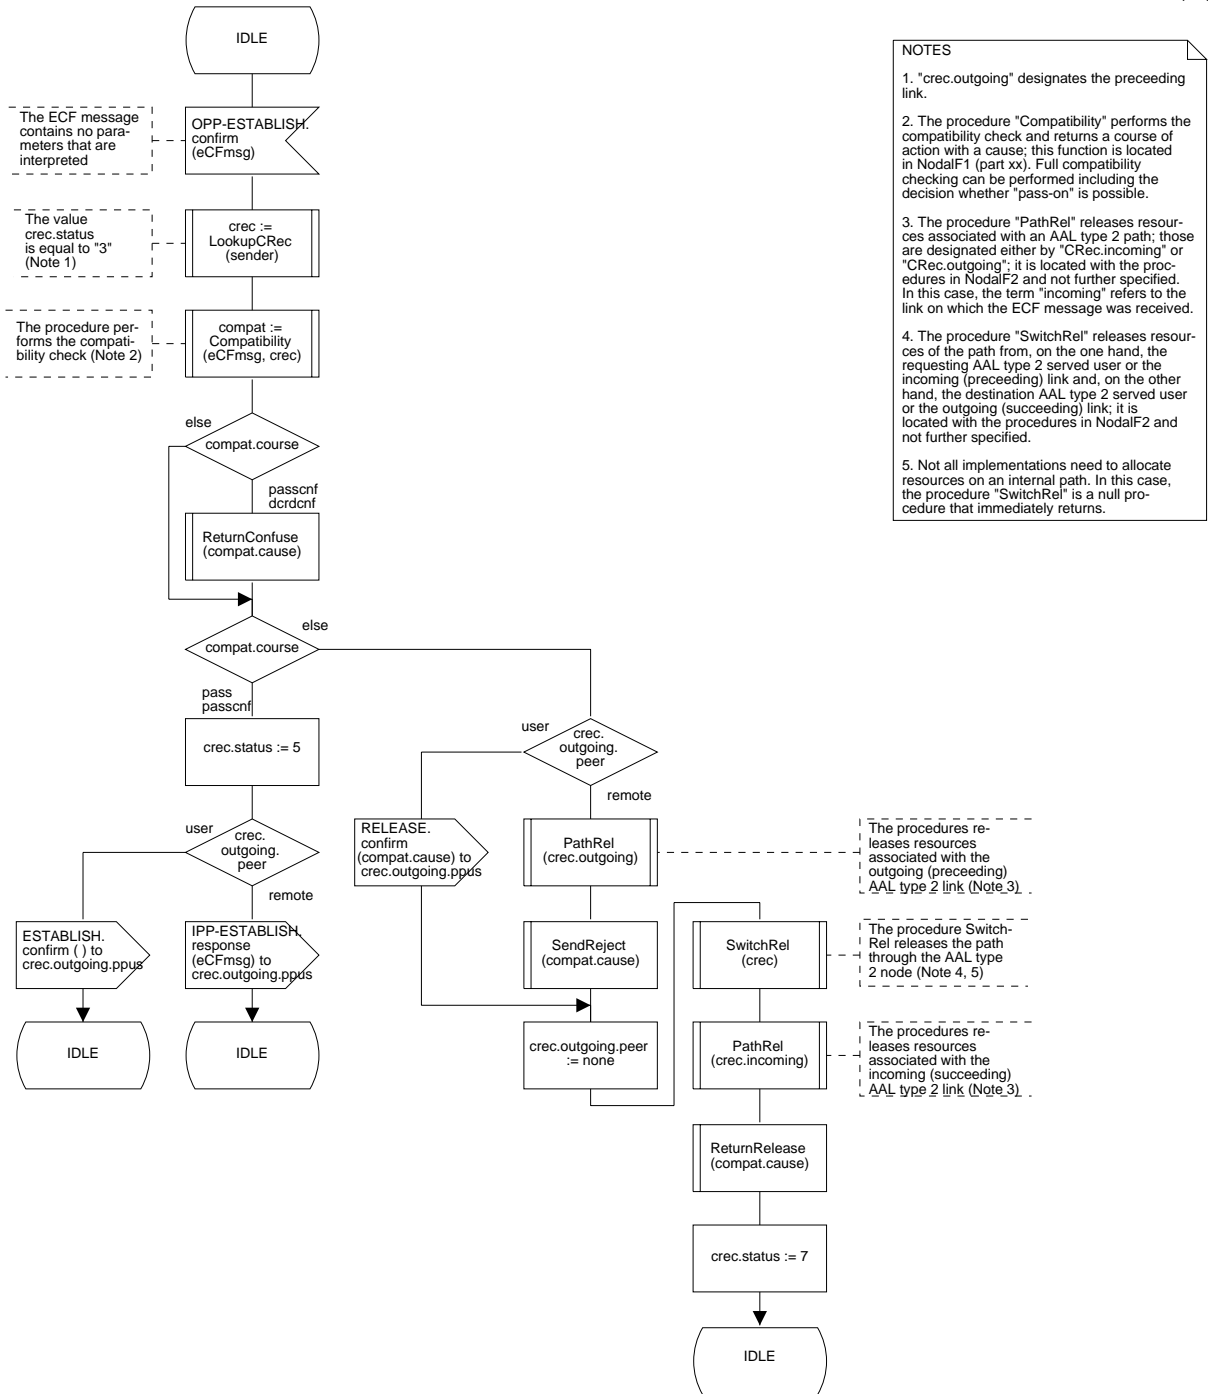 IDLE
OPP-ESTABLISH.
confirm
(eCFmsg)
The ECF message
contains no para-
meters that are
interpreted
crec :=
LookupCRec
(sender)
The value
crec.status
is equal to "3"
(Note 1)
compat :=
Compatibility
(eCFmsg, crec)
The procedure per-
forms the compati-
bility check (Note 2)
else
compat.course
passcnf
dcrdcnf
ReturnConfuse
(compat.cause)
else
compat.course
pass
passcnf
crec.status := 5
user
crec.
outgoing.
peer
remote
ESTABLISH.
confirm ( ) to
crec.outgoing.ppus
IPP-ESTABLISH.
response
(eCFmsg) to
crec.outgoing.ppus
IDLE
IDLE
user
crec.
outgoing.
peer
remote
RELEASE.
confirm
(compat.cause) to
crec.outgoing.ppus
PathRel
(crec.outgoing)
The procedures re-
leases resources
associated with the
outgoing (preceeding)
AAL type 2 link (Note 3)
SendReject
(compat.cause)
crec.outgoing.peer
:= none
SwitchRel
(crec)
The procedure Switch-
Rel releases the path
through the AAL type
2 node (Note 4, 5)
PathRel
(crec.incoming)
The procedures re-
leases resources
associated with the
incoming (succeeding)
AAL type 2 link (Note 3)
ReturnRelease
(compat.cause)
crec.status := 7
IDLE
NOTES
1. "crec.outgoing" designates the preceeding
link.
2. The procedure "Compatibility" performs the
compatibility check and returns a course of
action with a cause; this function is located
in NodalF1 (part xx). Full compatibility
checking can be performed including the
decision whether "pass-on" is possible.
3. The procedure "PathRel" releases resour-
ces associated with an AAL type 2 path; those
are designated either by "CRec.incoming" or
"CRec.outgoing"; it is located with the proc-
edures in NodalF2 and not further specified.
In this case, the term "incoming" refers to the
link on which the ECF message was received.
4. The procedure "SwitchRel" releases resour-
ces of the path from, on the one hand, the
requesting AAL type 2 served user or the
incoming (preceeding) link and, on the other
hand, the destination AAL type 2 served user
or the outgoing (succeeding) link; it is
located with the procedures in NodalF2 and
not further specified.
5. Not all implementations need to allocate
resources on an internal path. In this case,
the procedure "SwitchRel" is a null pro-
cedure that immediately returns.